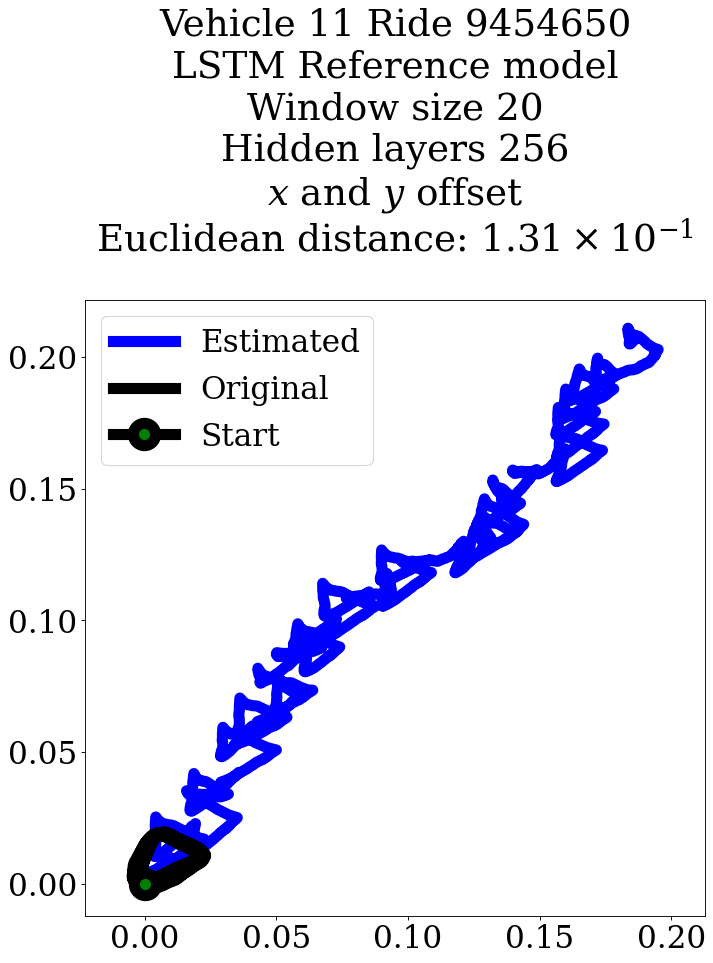 Vehicle 11 Ride 9454650
LSTM Reference model
Window size 20
Hidden layers 256
x and y offset
Euclidean distance: 1.31 × 10⁻¹
Estimated
Original
Start
0.20
0.15
0.10
0.05
0.00
0.00 0.05 0.10 0.15 0.20